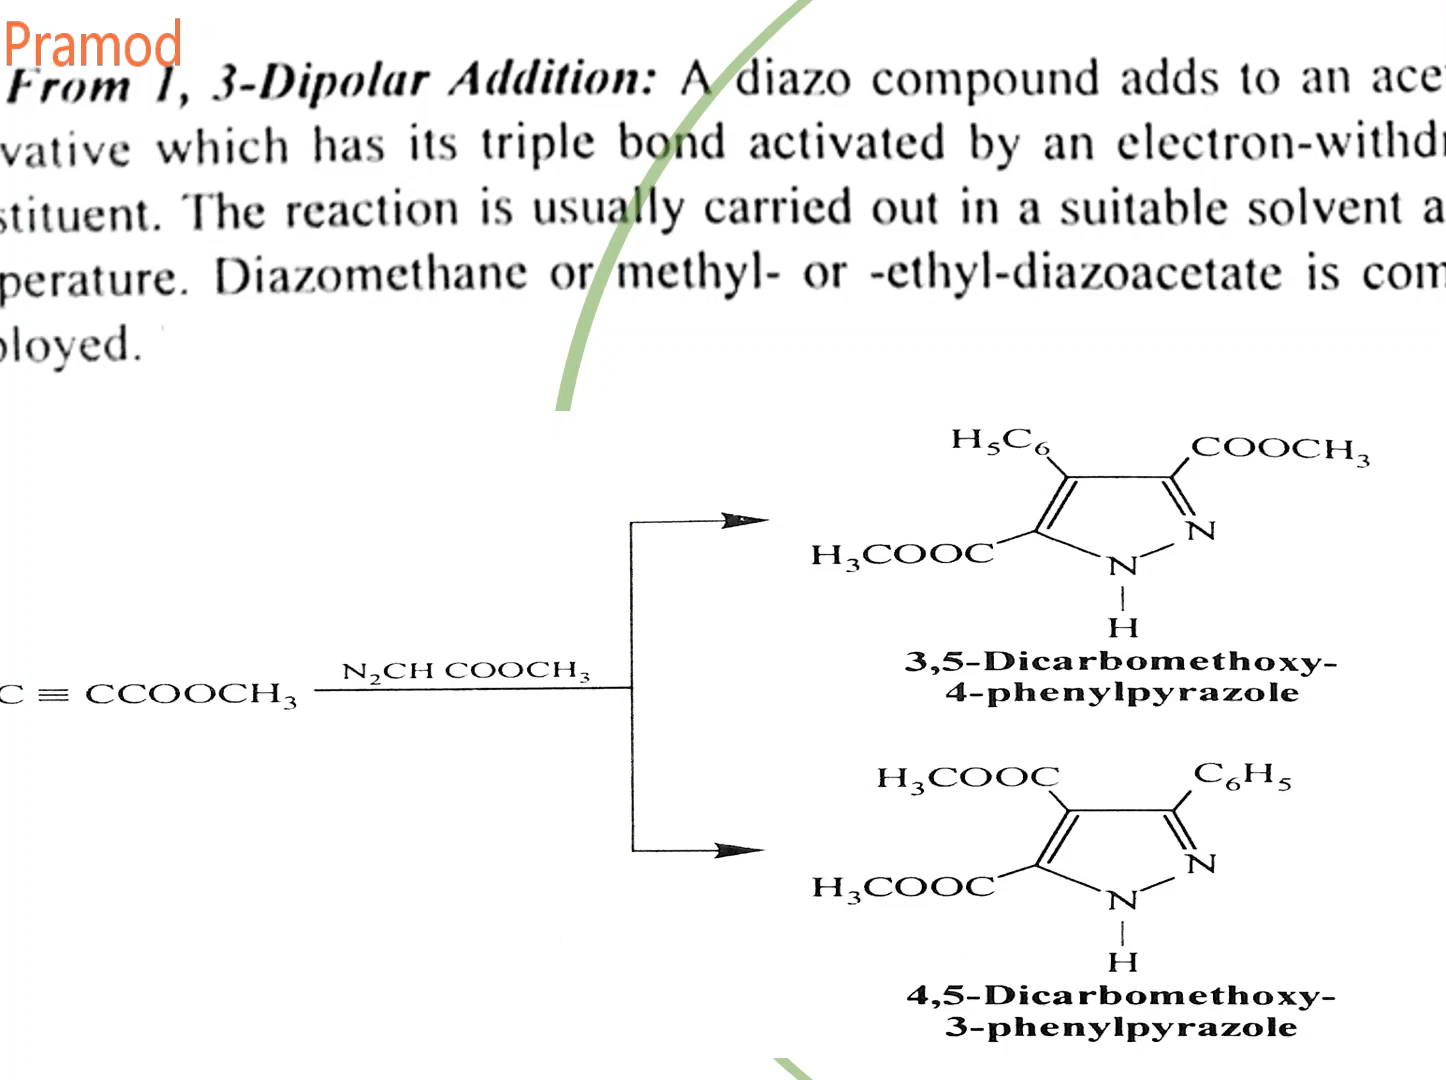 Pramod
From 1, 3-Dipolar Addition: A diazo compound adds to an ace
vative which has its triple bond activated by an electron-withd
stituent. The reaction is usually carried out in a suitable solvent a
perature. Diazomethane or methyl- or -ethyl-diazoacetate is com
ployed.
H₅C₆ COOCH₃
H₃COOC N
N
H
3,5-Dicarbomethoxy-
4-phenylpyrazole
N₂CH COOCH₃
C ≡ CCOOCH₃
H₃COOC C₆H₅
H₃COOC N
N
H
4,5-Dicarbomethoxy-
3-phenylpyrazole